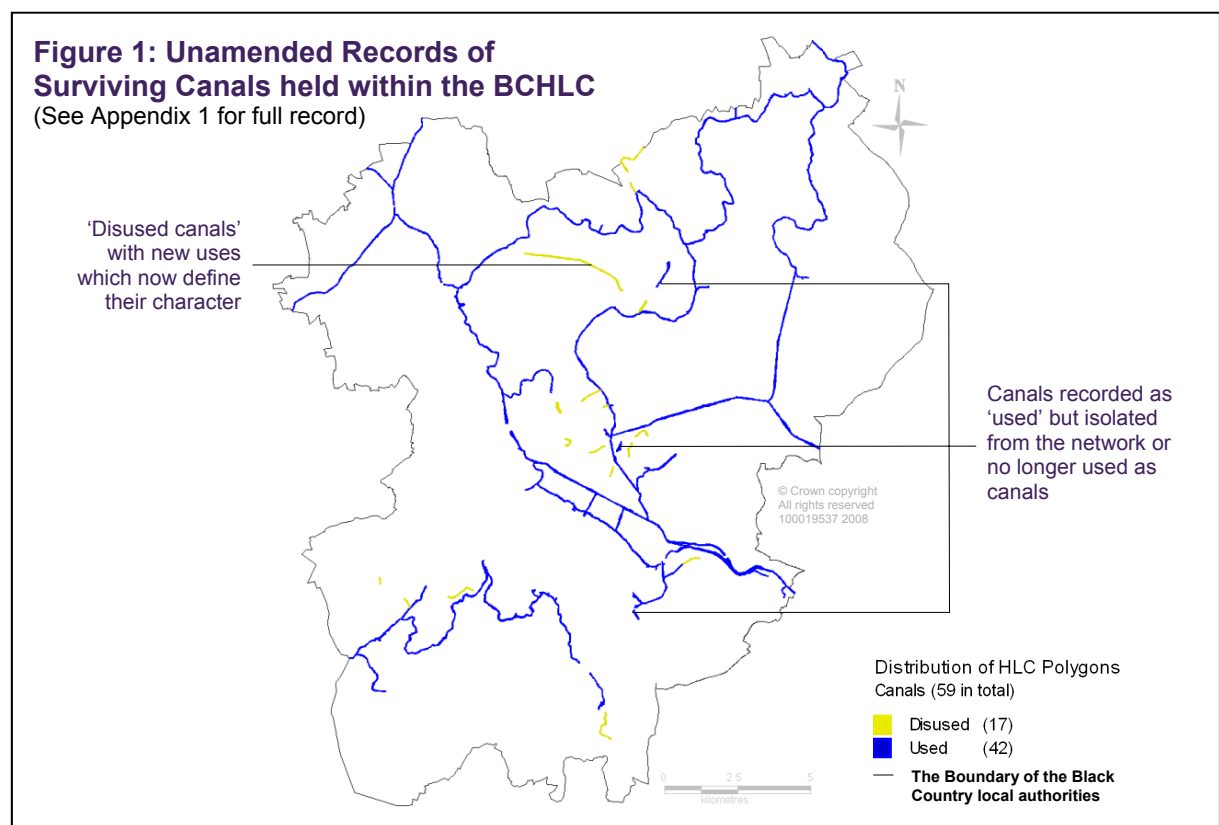 Figure 1: Unamended Records of
Surviving Canals held within the BCHLC
(See Appendix 1 for full record)
N
'Disused canals'
with new uses
which now define
their character
Canals recorded as
'used' but isolated
from the network or
no longer used as
canals
© Crown copyright
All rights reserved
100019537 2008
Distribution of HLC Polygons
Canals (59 in total)
Disused (17)
Used (42)
The Boundary of the Black
Country local authorities
0 2.5 5
kilometres